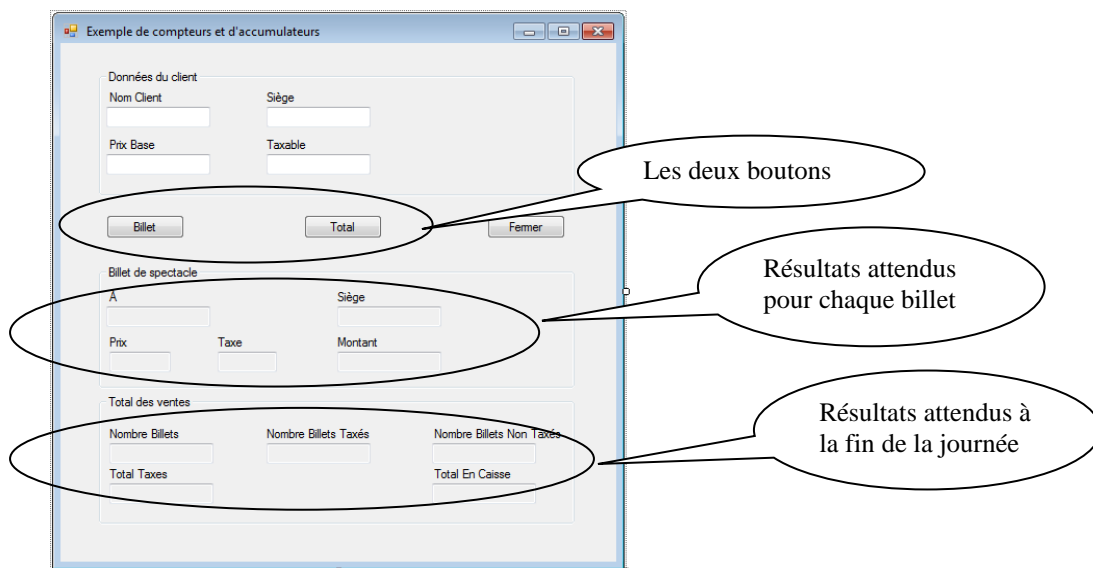 Exemple de compteurs et d'accumulateurs
Données du client
Nom Client Siège
Prix Base Taxable
Les deux boutons
Billet Total Fermer
Billet de spectacle
A Siège
Prix Taxe Montant
Résultats attendus
pour chaque billet
Total des ventes
Nombre Billets Nombre Billets Taxés Nombre Billets Non Taxés
Total Taxes Total En Caisse
Résultats attendus à
la fin de la journée